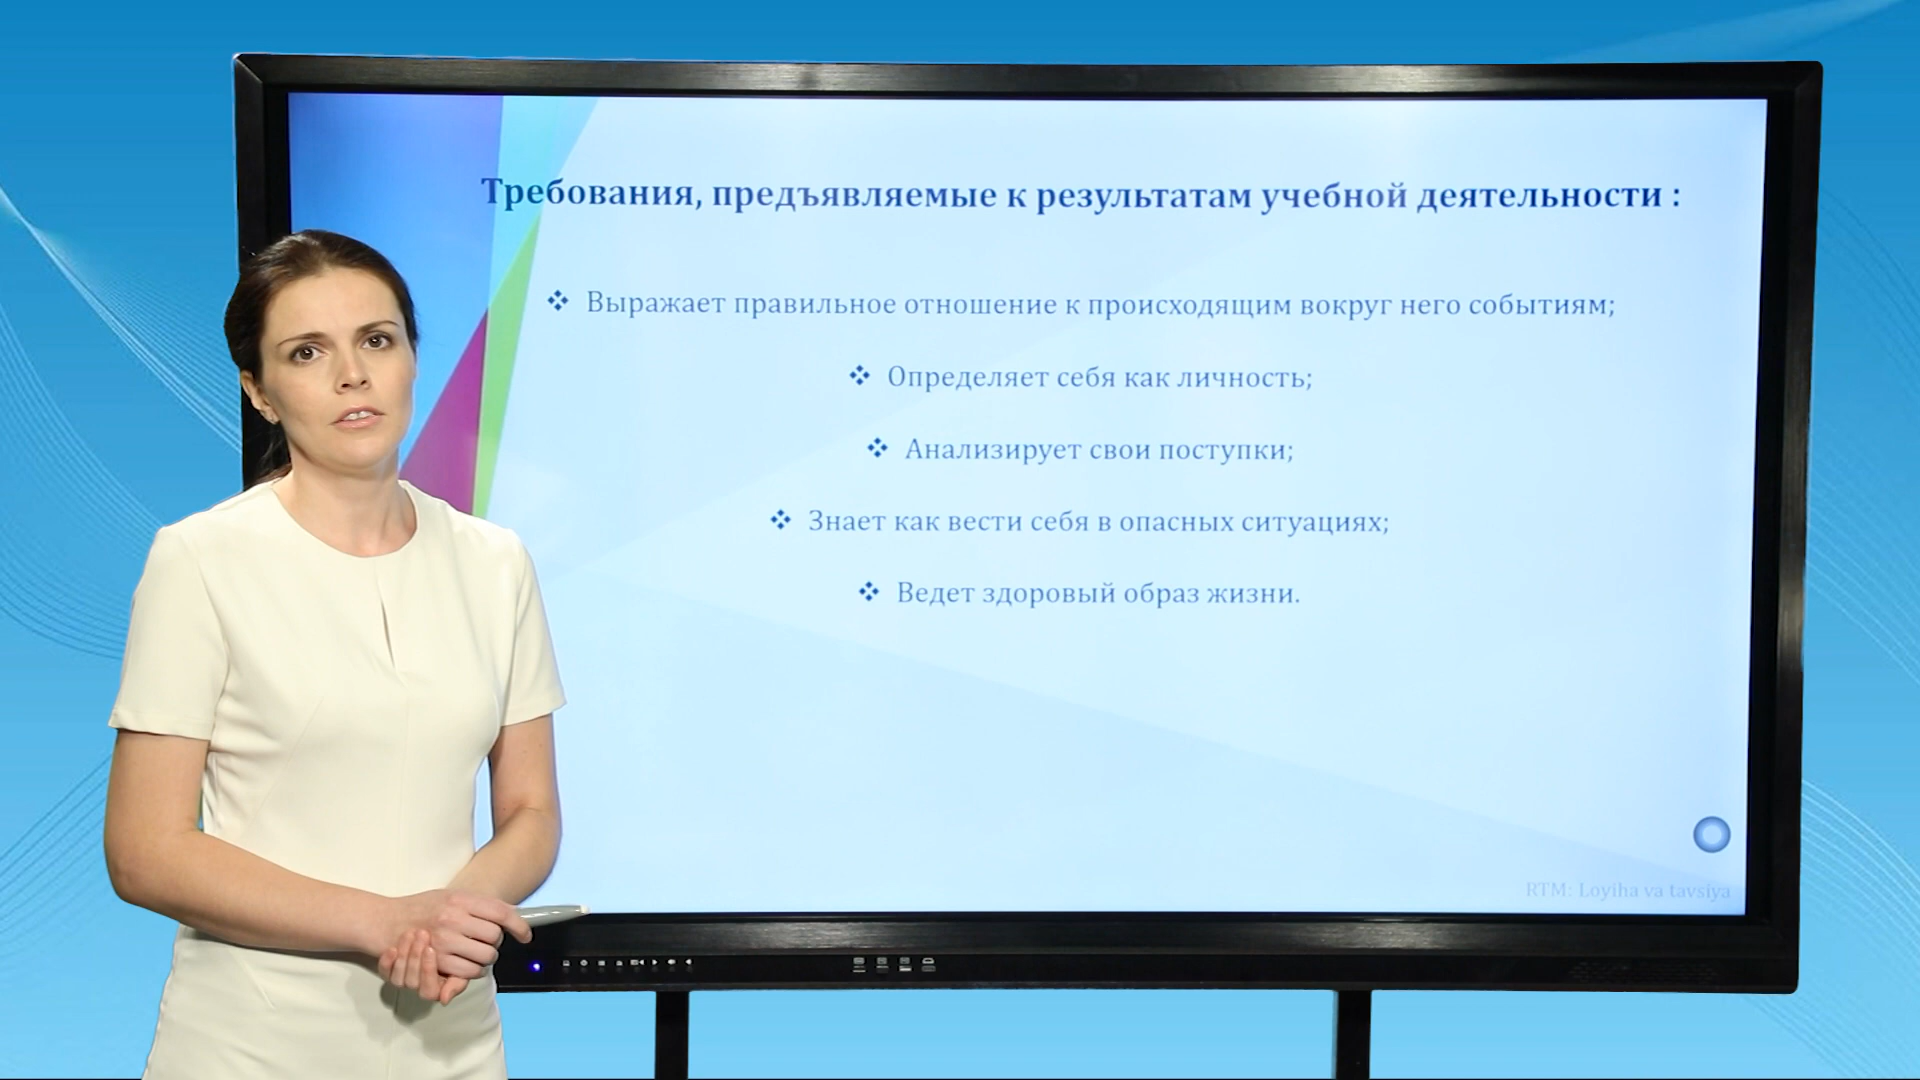 Требования, предъявляемые к результатам учебной деятельности :
❖ Выражает правильное отношение к происходящим вокруг него событиям;
❖ Определяет себя как личность;
❖ Анализирует свои поступки;
❖ Знает как вести себя в опасных ситуациях;
❖ Ведет здоровый образ жизни.
RTM: Loyiha va tavsiya